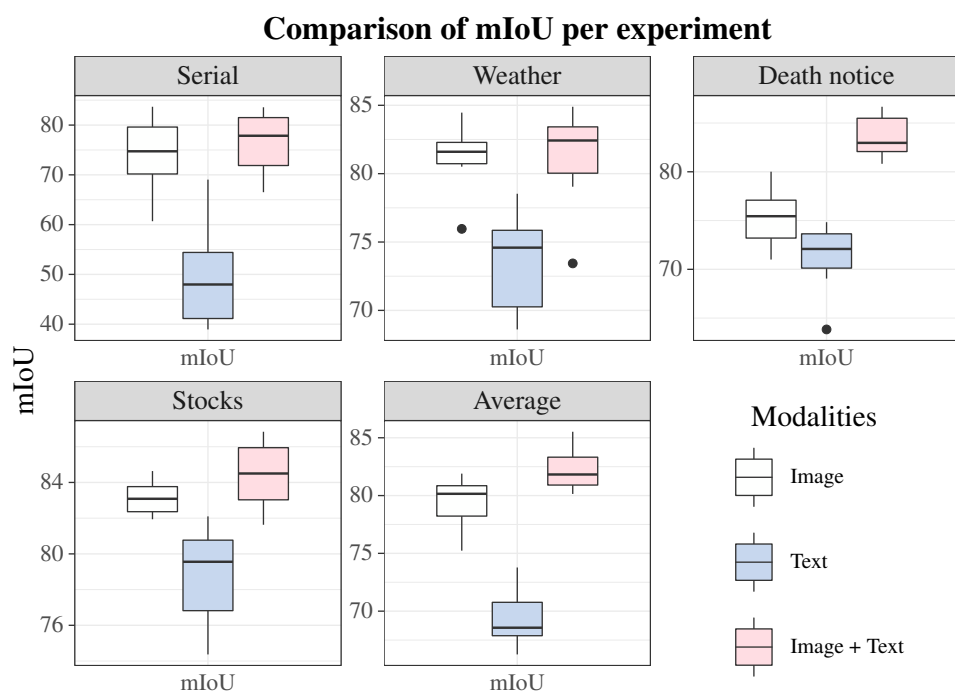 Comparison of mIoU per experiment
Serial
Weather
Death notice
80
70
60
50
40
85
80
75
70
80
70
mIoU
mIoU
mIoU
mIoU
Stocks
Average
84
80
76
85
80
75
70
mIoU
mIoU
Modalities
Image
Text
Image + Text